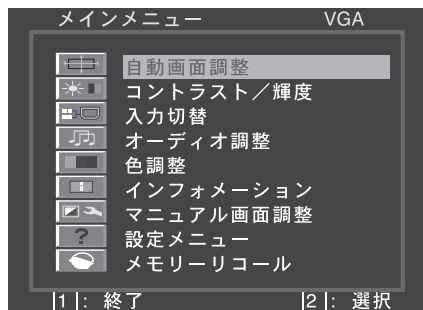 メインメニュー VGA
自動画面調整
コントラスト／輝度
入力切替
オーディオ調整
色調整
インフォメーション
マニュアル画面調整
設定メニュー
メモリーリコール
|1|: 終了 |2|: 選択